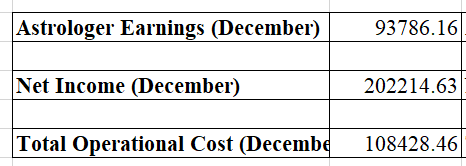 Astrologer Earnings (December) 93786.16
Net Income (December) 202214.63
Total Operational Cost (Decembe 108428.46